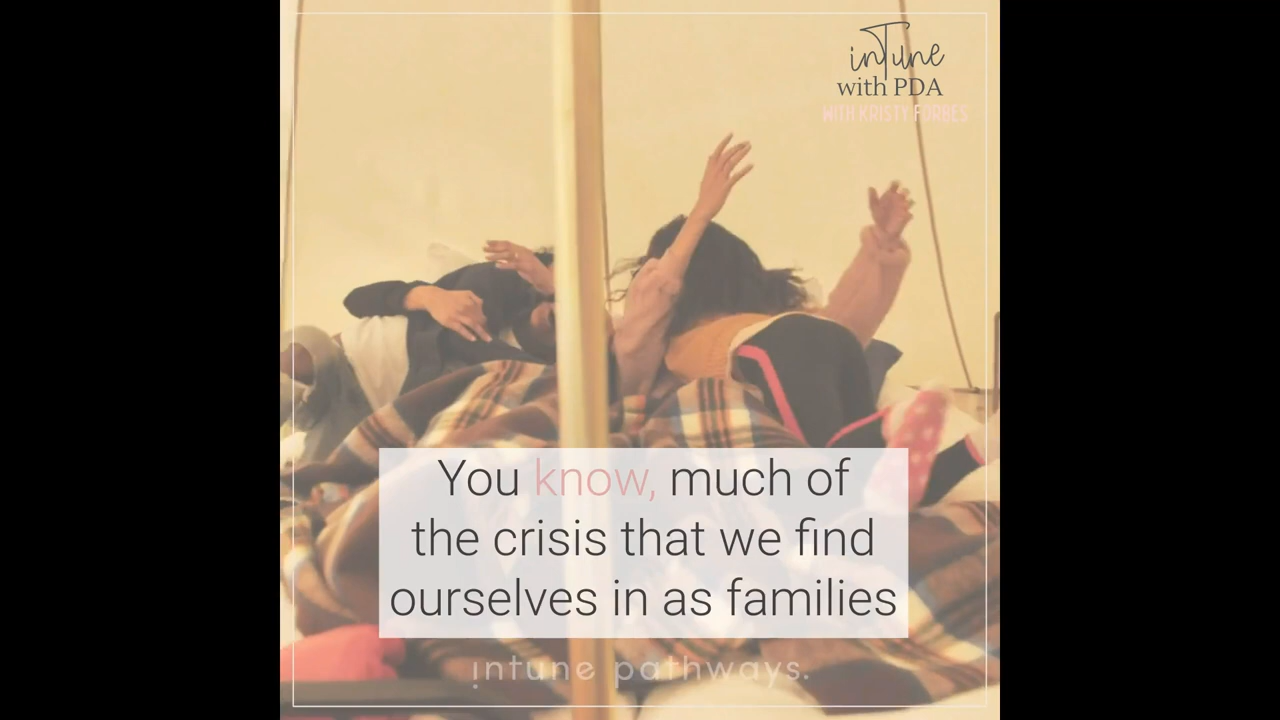 inTune
with PDA
WITH KRISTY FORBES
You know, much of
the crisis that we find
ourselves in as families
intune pathways.